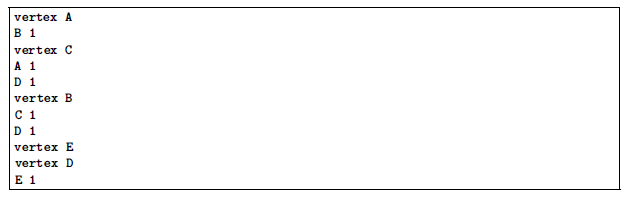 vertex A
B 1
vertex C
A 1
D 1
vertex B
C 1
D 1
vertex E
vertex D
E 1